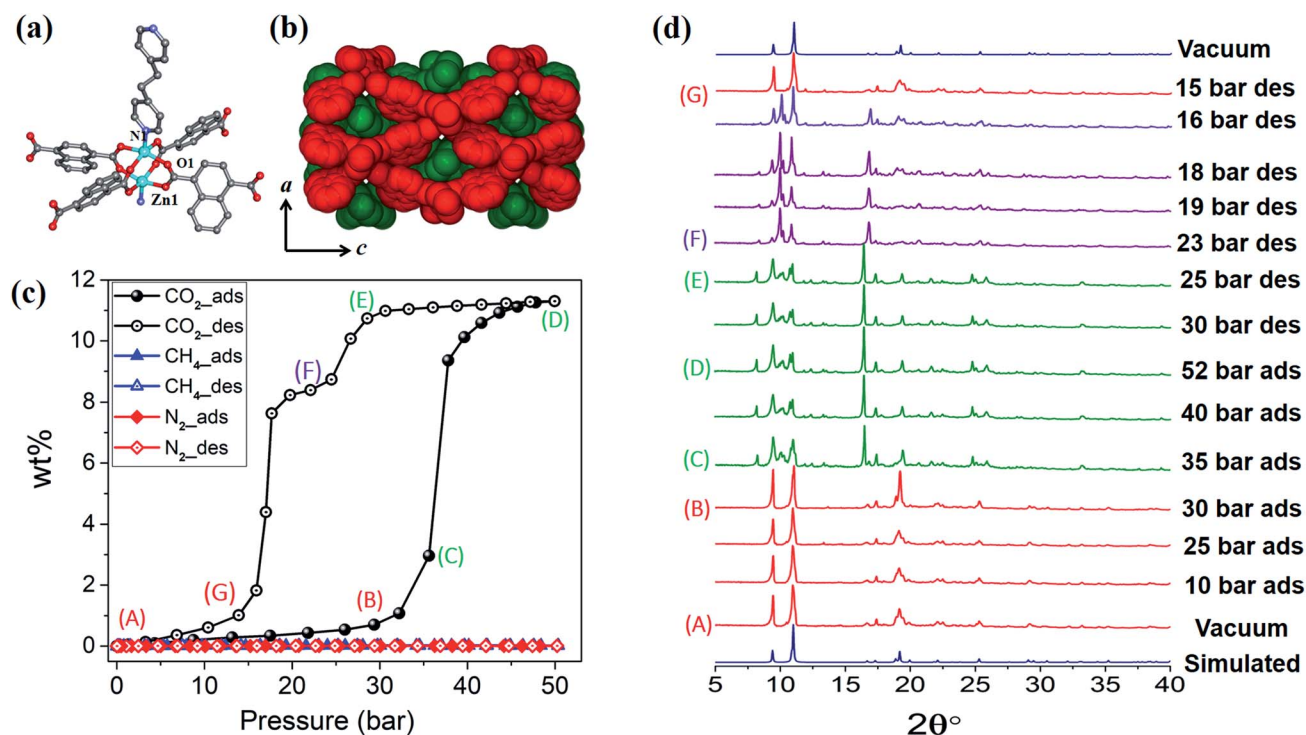 (a)
N1
O1
Zn1
(b)
a
c
(c)
12
10
8
6
4
2
0
wt%
CO2_ads
CO2_des
CH4_ads
CH4_des
N2_ads
N2_des
(A)
(B)
(C)
(D)
(E)
(F)
(G)
0 10 20 30 40 50
Pressure (bar)
(d)
Vacuum
(G) 15 bar des
16 bar des
18 bar des
19 bar des
(F) 23 bar des
(E) 25 bar des
30 bar des
(D) 52 bar ads
40 bar ads
(C) 35 bar ads
(B) 30 bar ads
25 bar ads
10 bar ads
(A) Vacuum
Simulated
5 10 15 20 25 30 35 40
2θ°